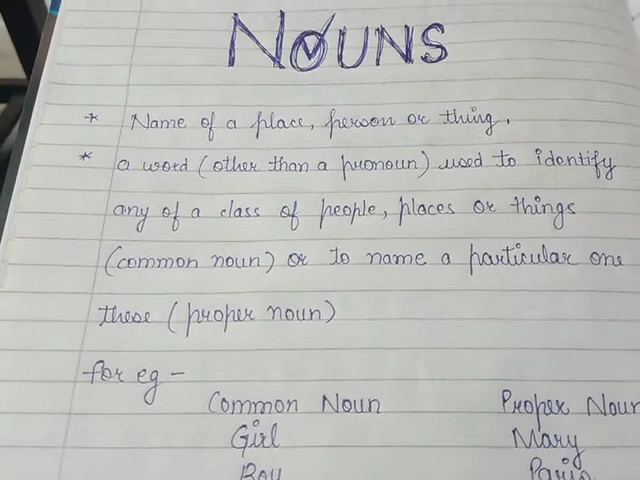 NOUNS
* Name of a place, person or thing.
* a word (other than a pronoun) used to identify
any of a class of people, places or things
(common noun) or to name a particular one
these (proper noun)
for eg -
Common Noun Proper Noun
Girl Mary
Boy Paris